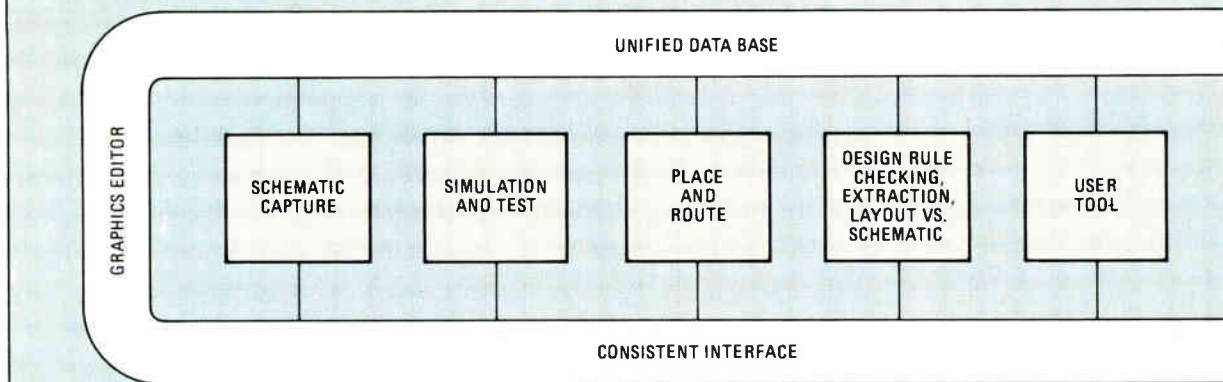 UNIFIED DATA BASE
GRAPHICS EDITOR
SCHEMATIC
CAPTURE
SIMULATION
AND TEST
PLACE
AND
ROUTE
DESIGN RULE
CHECKING,
EXTRACTION,
LAYOUT VS.
SCHEMATIC
USER
TOOL
CONSISTENT INTERFACE